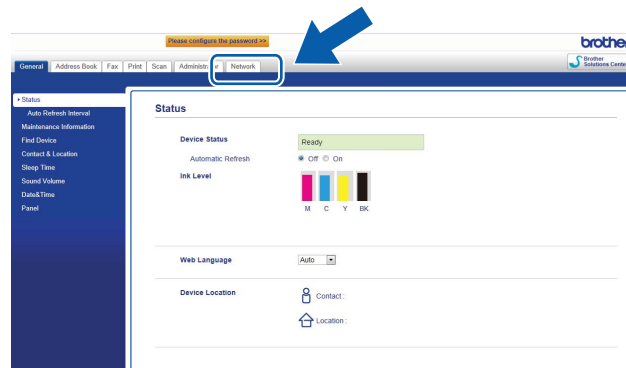 Please configure the password >>
brother
General Address Book Fax Print Scan Administrator Network
Brother
Solutions Center
Status
Auto Refresh Interval
Maintenance Information
Find Device
Contact & Location
Sleep Time
Sound Volume
Date&Time
Panel
Status
Device Status
Ready
Automatic Refresh Off On
Ink Level
M C Y BK
Web Language Auto
Device Location
Contact :
Location :